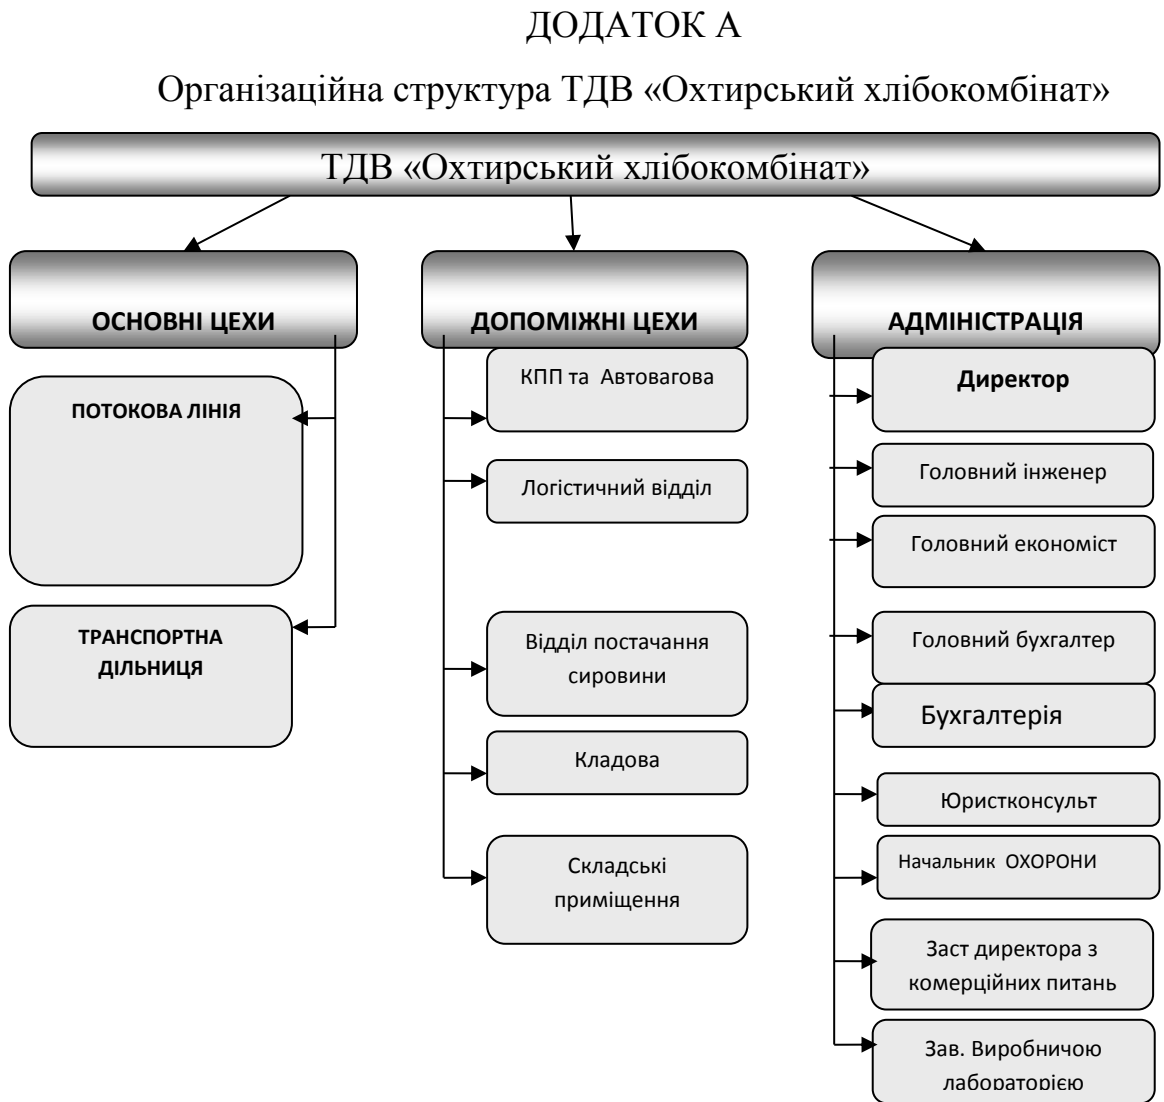 ДОДАТОК А
Організаційна структура ТДВ «Охтирський хлібокомбінат»
ТДВ «Охтирський хлібокомбінат»
ОСНОВНІ ЦЕХИ
ПОТОКОВА ЛІНІЯ
ТРАНСПОРТНА
ДІЛЬНИЦЯ
ДОПОМІЖНІ ЦЕХИ
КПП та Автовагова
Логістичний відділ
Відділ постачання
сировини
Кладова
Складські
приміщення
АДМІНІСТРАЦІЯ
Директор
Головний інженер
Головний економіст
Головний бухгалтер
Бухгалтерія
Юристконсульт
Начальник ОХОРОНИ
Заст директора з
комерційних питань
Зав. Виробничою
лабораторією